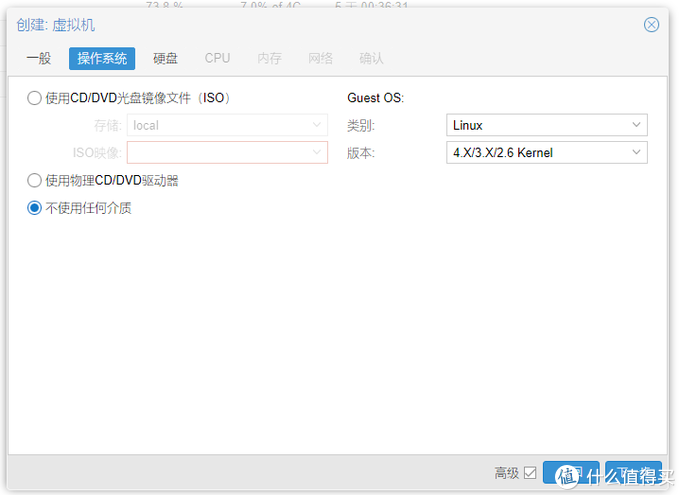 73.8 % 7.0% of 4C 5 天 00:36:31
创建: 虚拟机
一般 操作系统 硬盘 CPU 内存 网络 确认
使用CD/DVD光盘镜像文件（ISO） Guest OS:
存储: local 类别: Linux
ISO映像: 版本: 4.X/3.X/2.6 Kernel
使用物理CD/DVD驱动器
不使用任何介质
高级
值 什么值得买